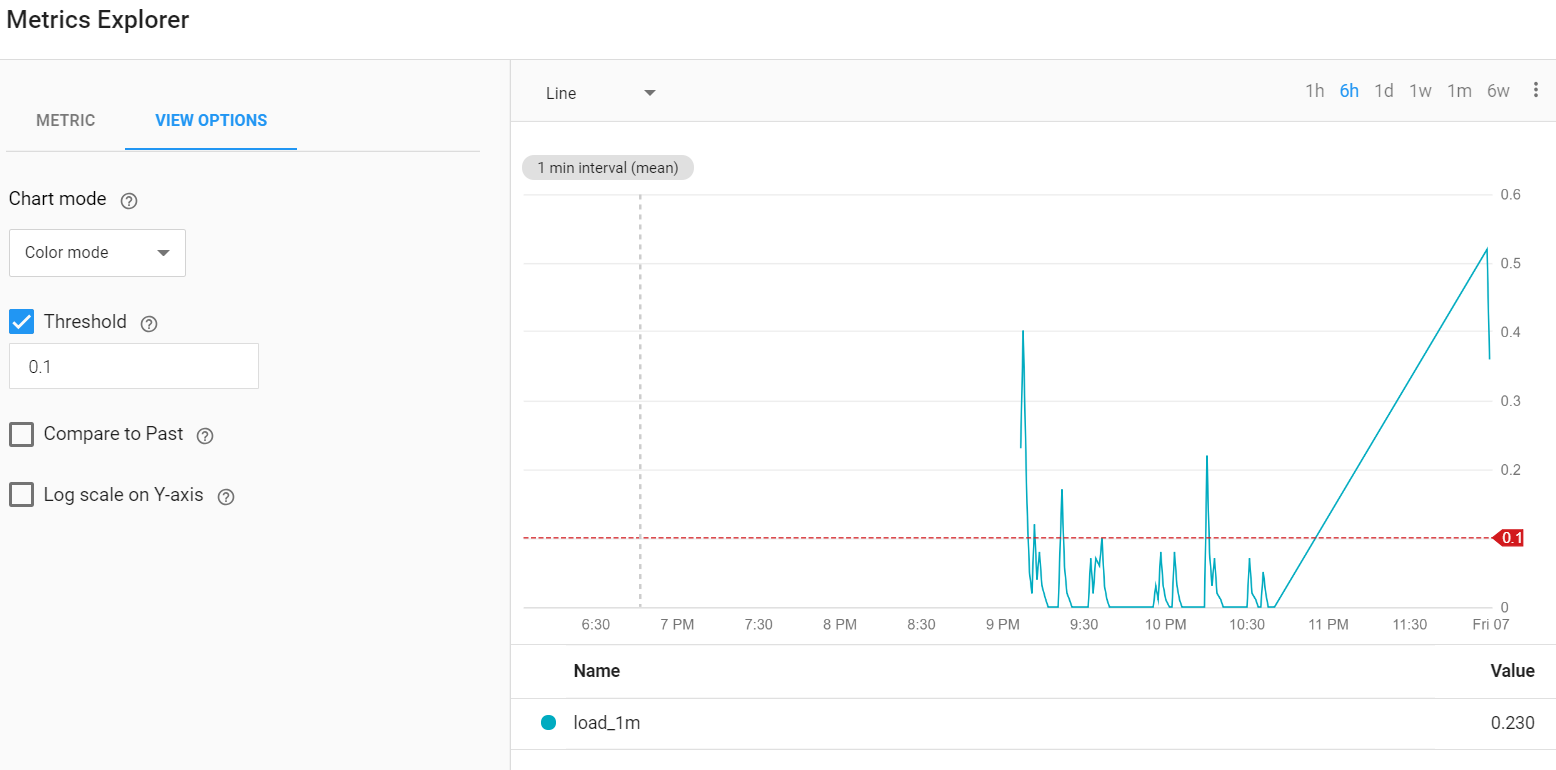 Metrics Explorer
METRIC VIEW OPTIONS
Chart mode ?
Color mode
Threshold ?
0.1
Compare to Past ?
Log scale on Y-axis ?
Line
1h 6h 1d 1w 1m 6w
1 min interval (mean)
0.6
0.5
0.4
0.3
0.2
0.1
0
6:30 7 PM 7:30 8 PM 8:30 9 PM 9:30 10 PM 10:30 11 PM 11:30 Fri 07
Name Value
load_1m 0.230